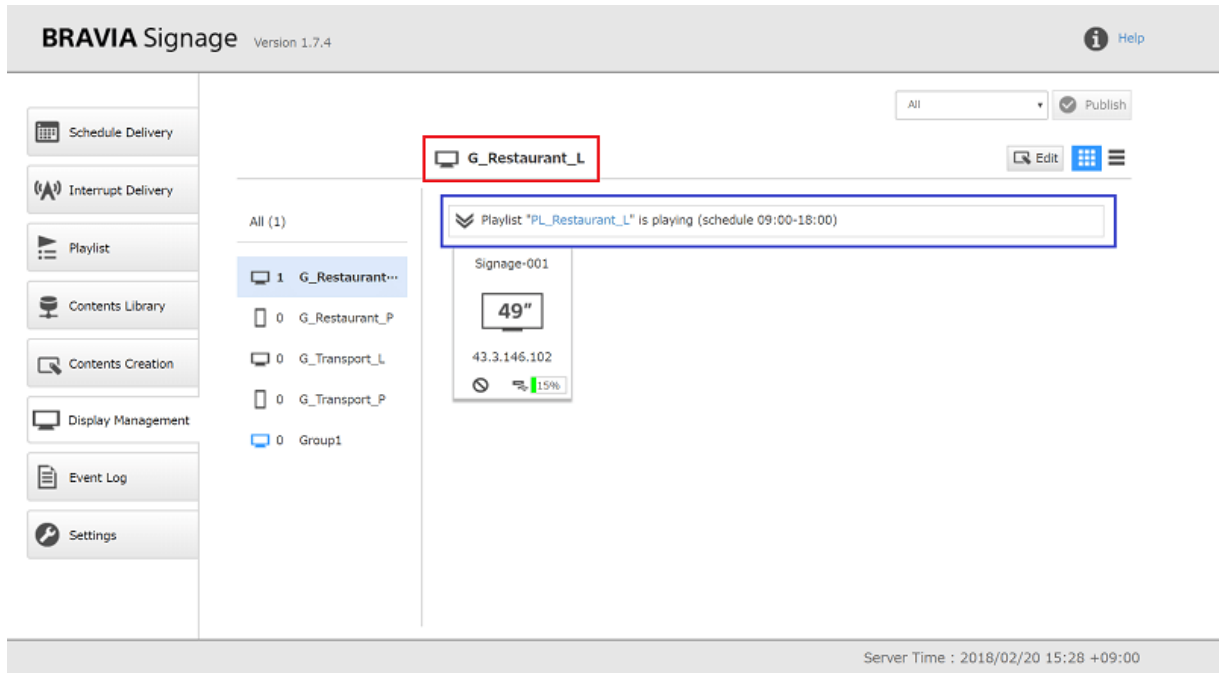 BRAVIA Signage Version 1.7.4
Help
All
Publish
Schedule Delivery
Interrupt Delivery
Playlist
Contents Library
Contents Creation
Display Management
Event Log
Settings
G_Restaurant_L
Edit
All (1)
1 G_Restaurant…
0 G_Restaurant_P
0 G_Transport_L
0 G_Transport_P
0 Group1
Playlist "PL_Restaurant_L" is playing (schedule 09:00-18:00)
Signage-001
49"
43.3.146.102
15%
Server Time : 2018/02/20 15:28 +09:00